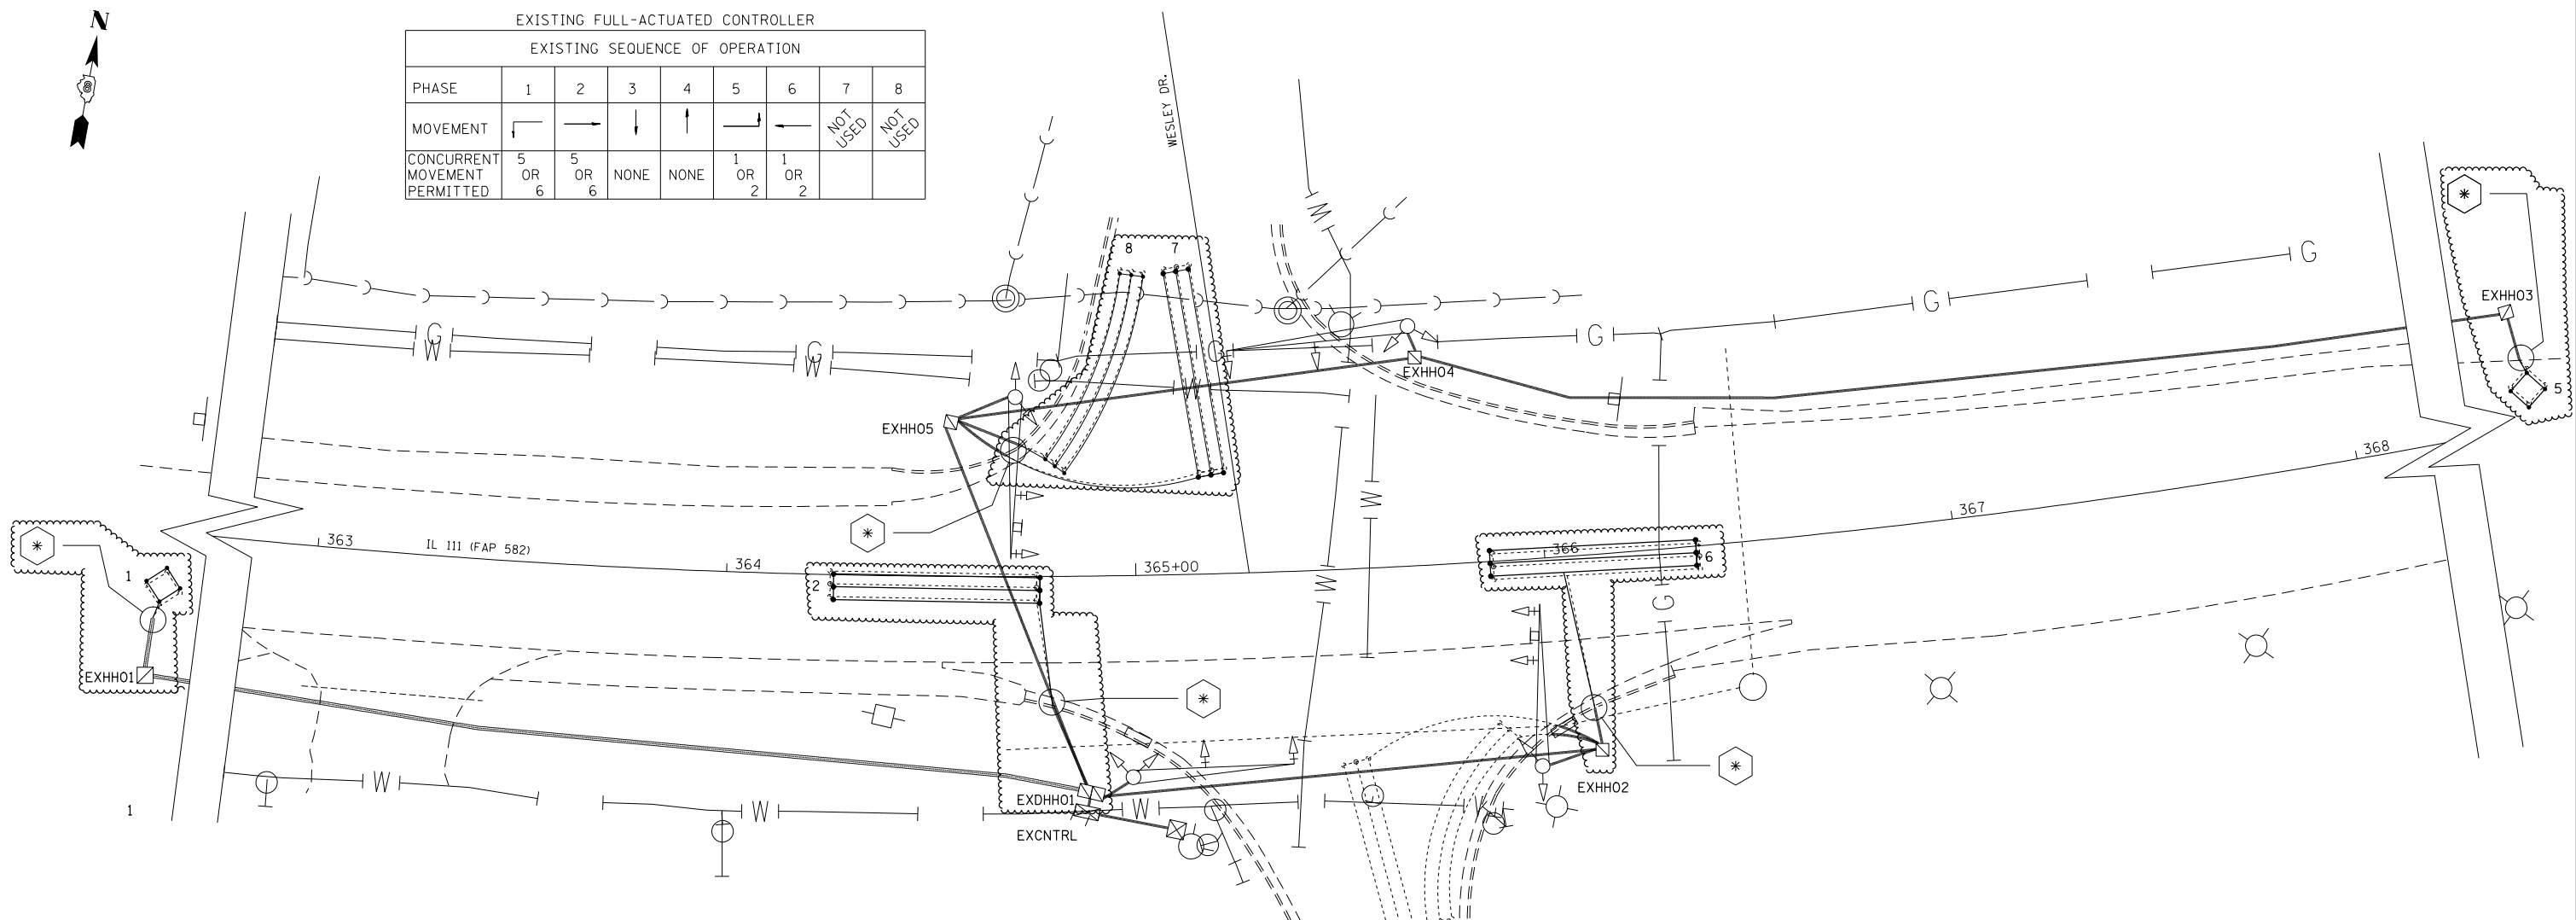 N
8
EXISTING FULL-ACTUATED CONTROLLER
EXISTING SEQUENCE OF OPERATION
PHASE 1 2 3 4 5 6 7 8
MOVEMENT NOT USED NOT USED
CONCURRENT MOVEMENT PERMITTED 5 OR 6 5 OR 6 NONE NONE 1 OR 2 1 OR 2
WESLEY DR.
W
*
8 7
G
EXHH03
G
G
G
G
W
W
EXHH04
W
5
EXHH05
368
W
367
*
*
363
IL 111 (FAP 582)
364
365+00
366
6
1
2
W
G
EXHH01
*
*
W
EXHH02
EXDHH01
1
W
W
EXCNTRL